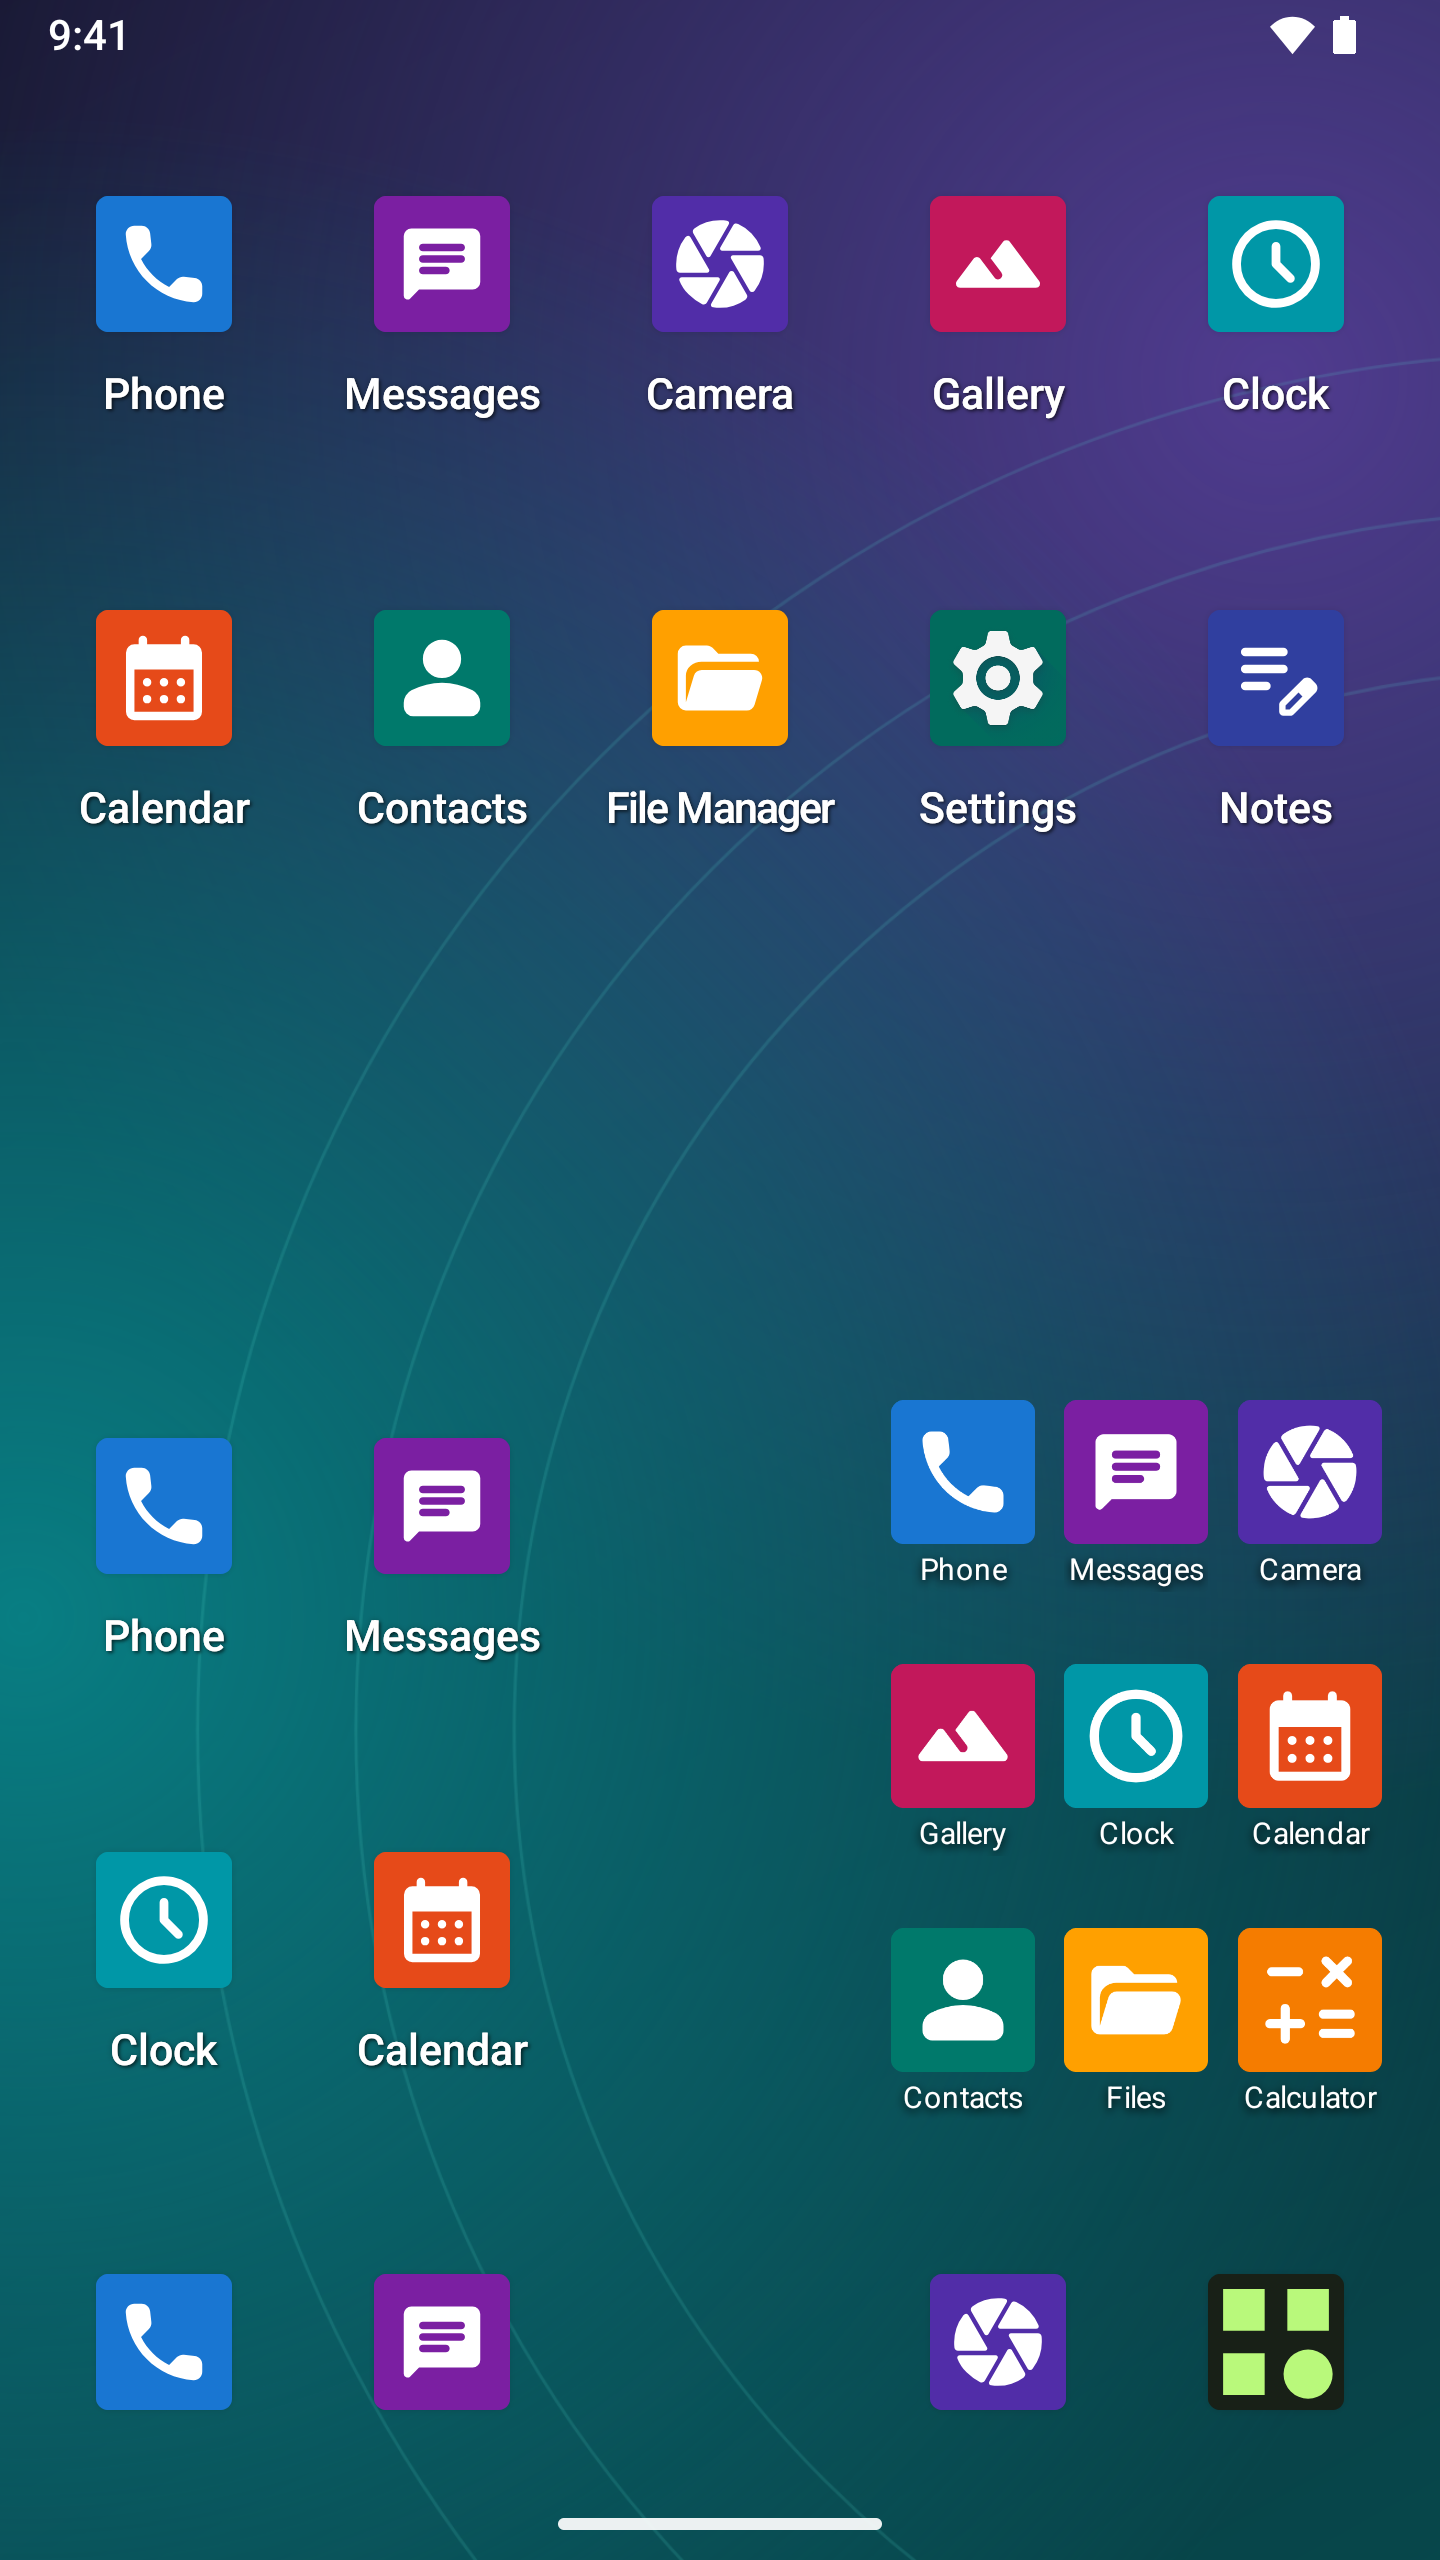 9:41
Phone Messages Camera Gallery Clock
Calendar Contacts File Manager Settings Notes
Phone Messages Camera
Phone Messages
Gallery Clock Calendar
Clock Calendar
Contacts Files Calculator